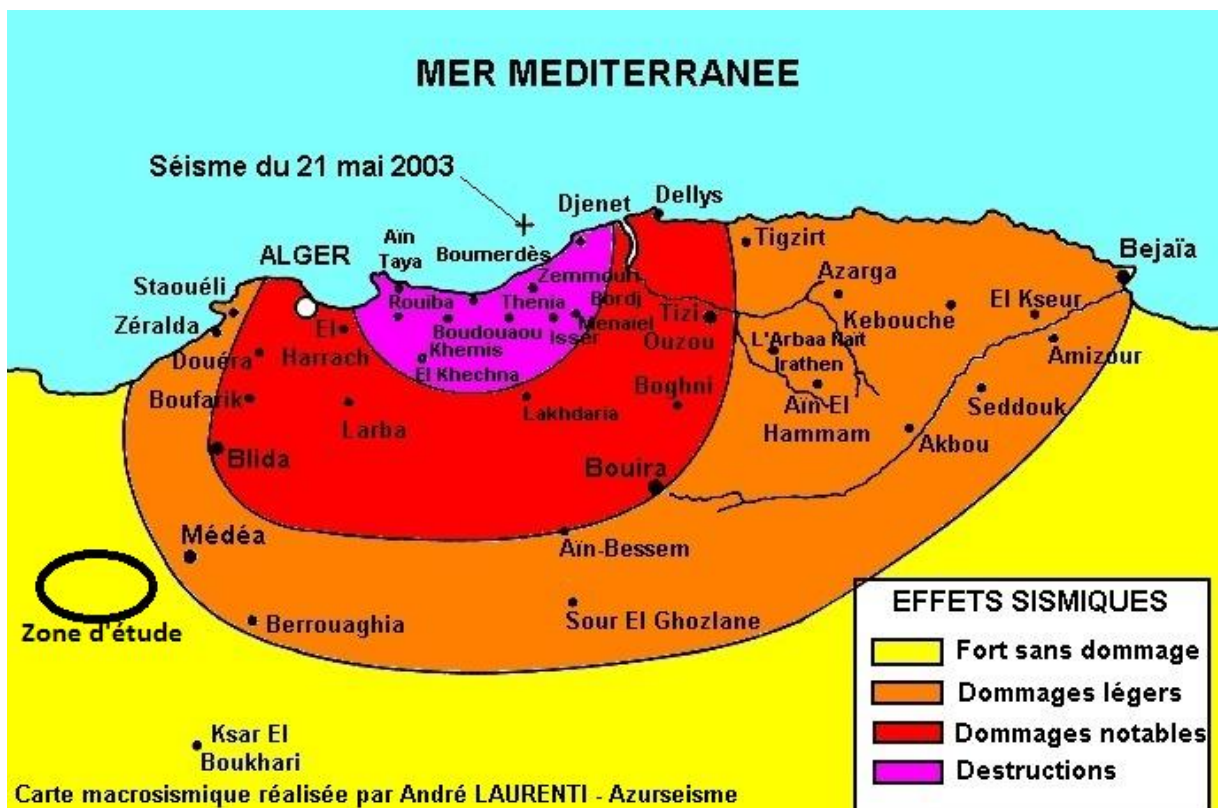 MER MEDITERRANEE
Séisme du 21 mai 2003
Djenet
Dellys
Aïn
Taya
Boumerdès
Tigzirt
Bejaïa
ALGER
Staouéli
Zemmouri
Azarga
El Kseur
Zéralda
Rouiba
Thenia
Bordj
Menaiel
Tizi
Ouzou
Kebouche
El
Harrach
Boudouaou
Isser
L'Arbaa Nait
Irathen
Amizour
Douéra
Khemis
El Khechna
Boghni
Boufarik
Larba
Lakhdaria
Aïn El
Hammam
Seddouk
Akbou
Blida
Bouira
Médéa
Aïn-Bessem
Zone d'étude
Berrouaghia
Sour El Ghozlane
EFFETS SISMIQUES
Fort sans dommage
Dommages légers
Dommages notables
Destructions
Ksar El
Boukhari
Carte macrosismique réalisée par André LAURENTI - Azurseisme